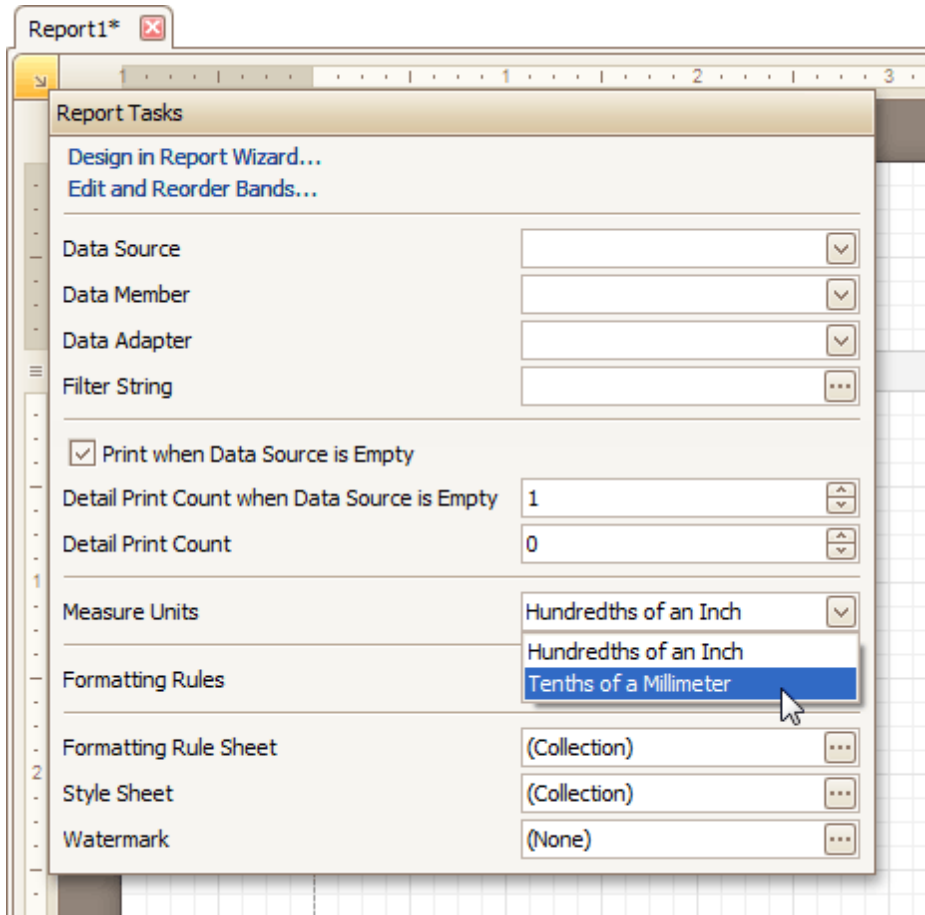 Report1*
1 1 2 3
Report Tasks
Design in Report Wizard...
Edit and Reorder Bands...
Data Source
Data Member
Data Adapter
Filter String
Print when Data Source is Empty
Detail Print Count when Data Source is Empty 1
Detail Print Count 0
1
Measure Units Hundredths of an Inch
Hundredths of an Inch
Formatting Rules Tenths of a Millimeter
Formatting Rule Sheet (Collection)
2
Style Sheet (Collection)
Watermark (None)